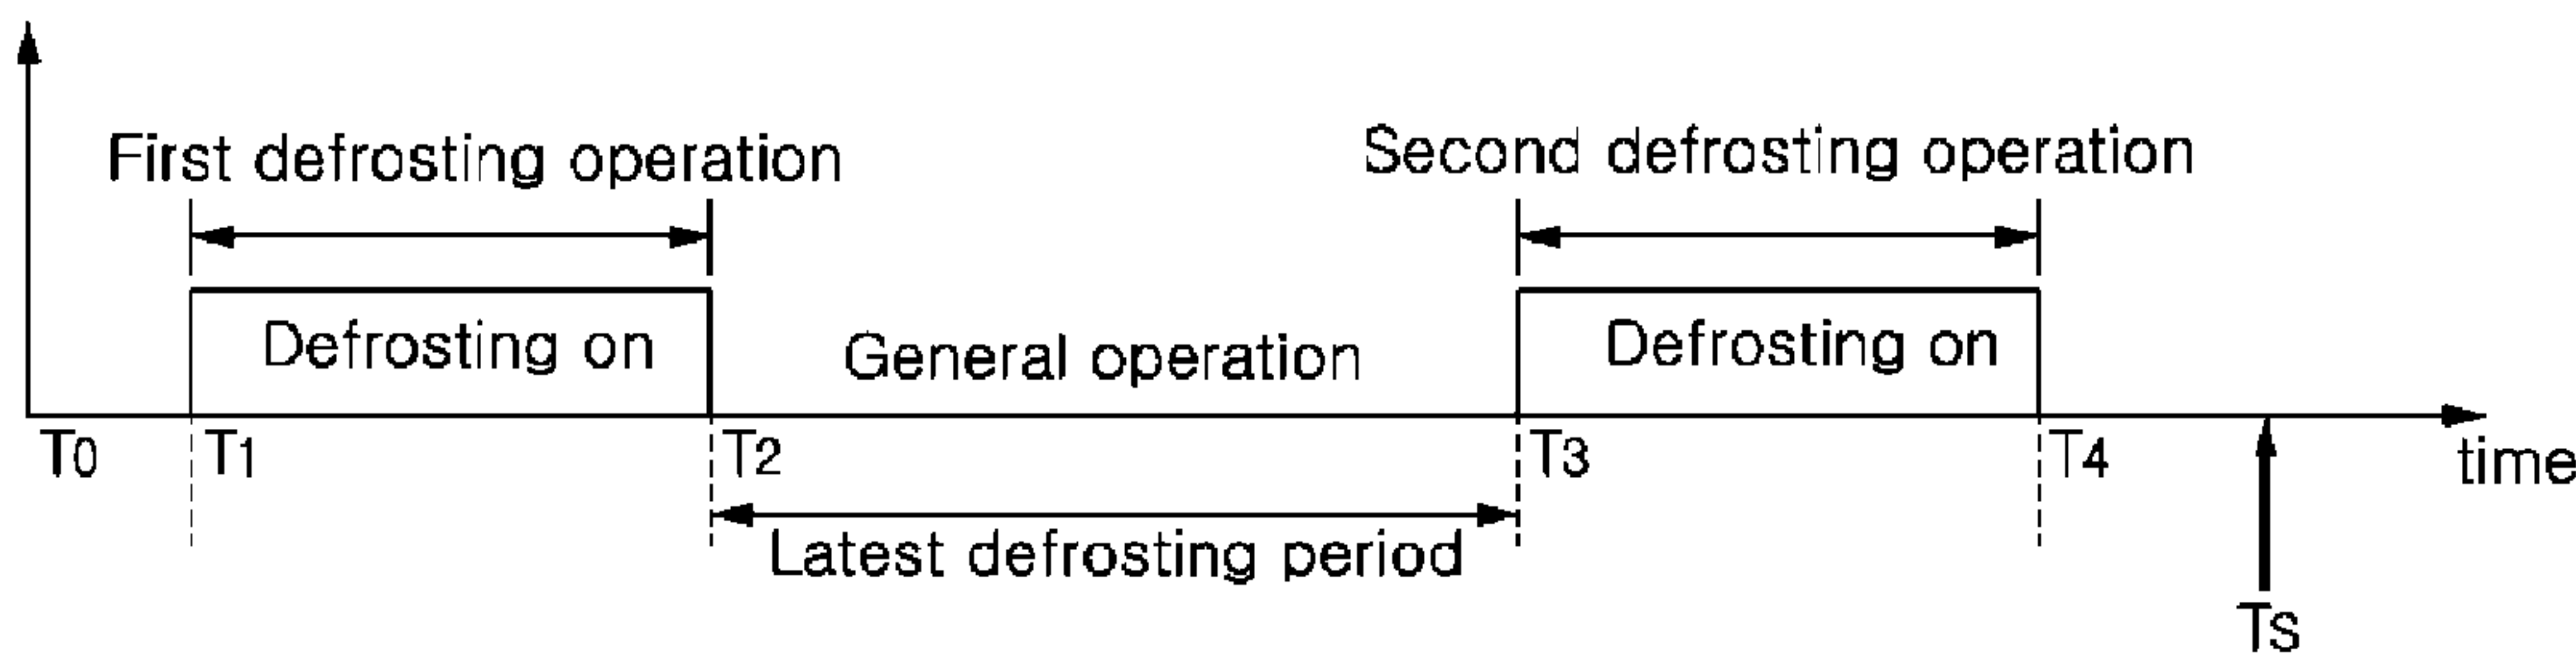 First defrosting operation
Second defrosting operation
Defrosting on
General operation
Defrosting on
T0
T1
T2
T3
T4
time
Latest defrosting period
Ts